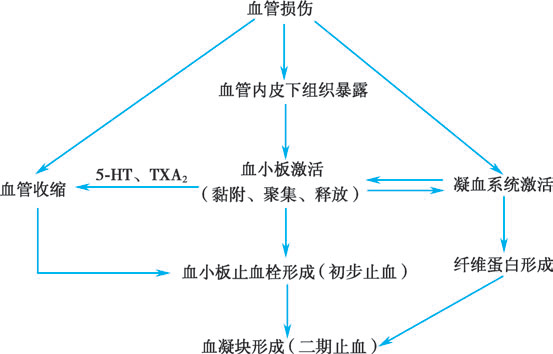 血管损伤
血管内皮下组织暴露
血小板激活
(黏附、聚集、释放)
5-HT、TXA₂
血管收缩
凝血系统激活
血小板止血栓形成(初步止血)
纤维蛋白形成
血凝块形成(二期止血)